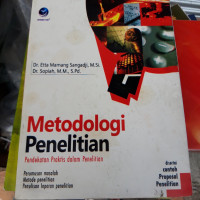 Dr. Etta Mamang Sangadji, M.Si.
Dr. Sopiah, M.M., S.Pd.
Metodologi
Penelitian
Pendekatan Praktis dalam Penelitian
Perumusan masalah
Metode penelitian
Penulisan laporan penelitian
disertai
contoh
Proposal
Penelitian